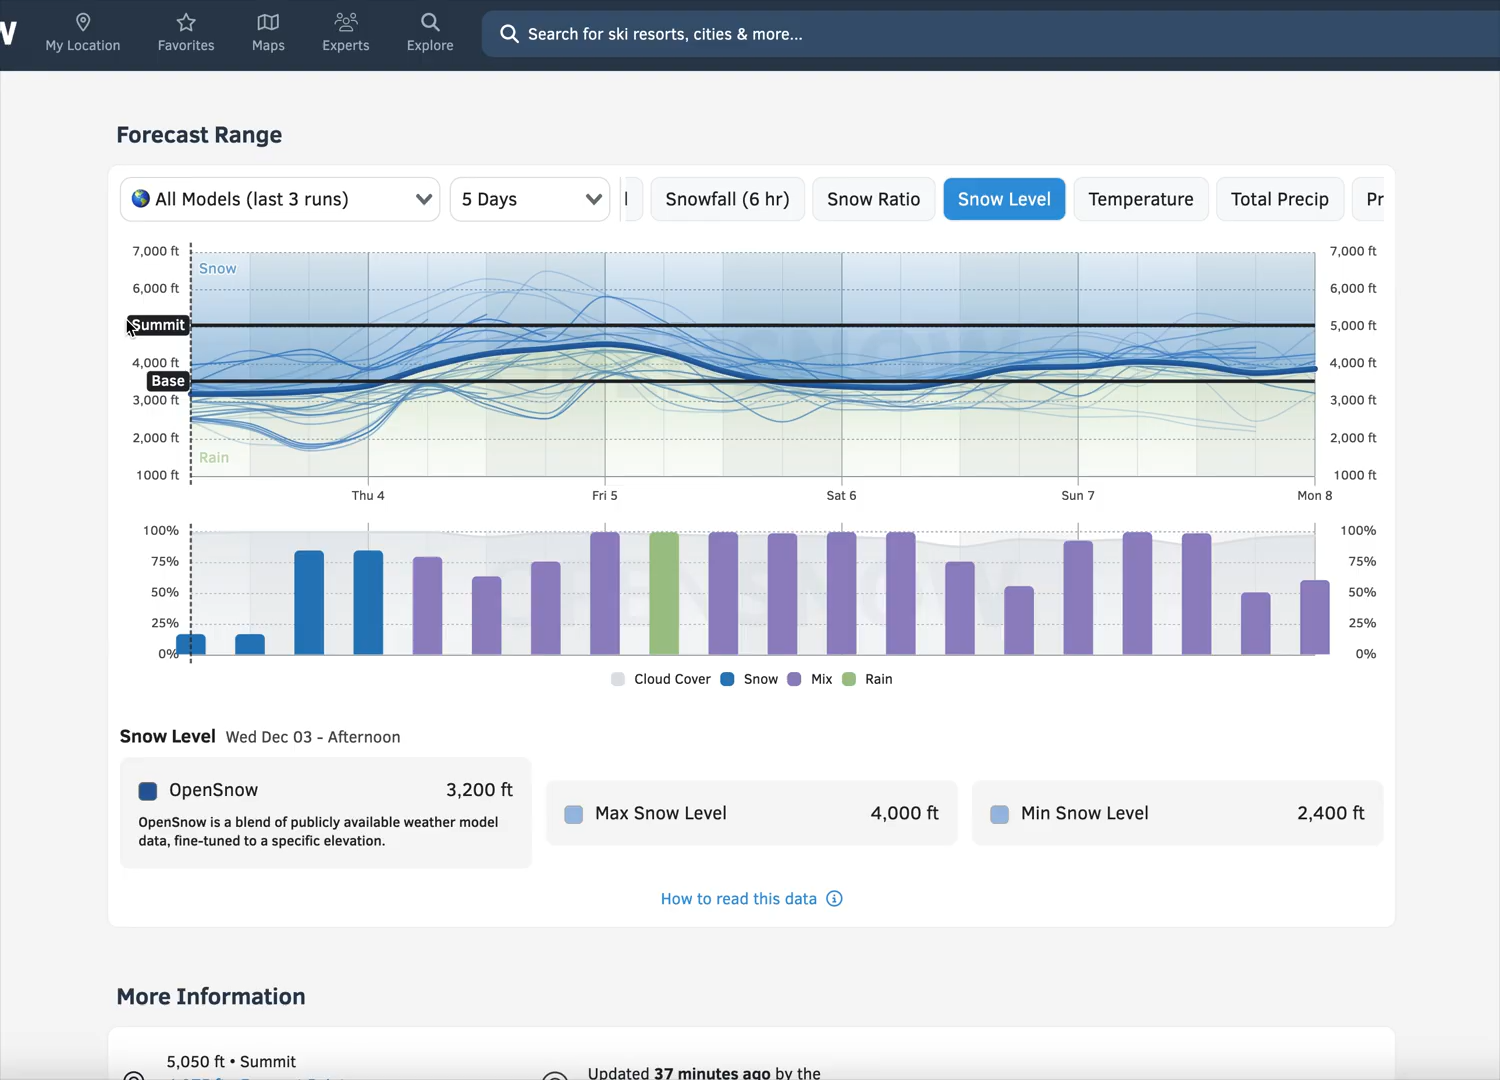 W
My Location
Favorites
Maps
Experts
Explore
Search for ski resorts, cities & more...
Forecast Range
All Models (last 3 runs)
5 Days
Snowfall (6 hr)
Snow Ratio
Snow Level
Temperature
Total Precip
Pr
7,000 ft
7,000 ft
Snow
6,000 ft
6,000 ft
Summit
5,000 ft
4,000 ft
4,000 ft
Base
3,000 ft
3,000 ft
2,000 ft
2,000 ft
Rain
1000 ft
1000 ft
Thu 4
Fri 5
Sat 6
Sun 7
Mon 8
100%
100%
75%
75%
50%
50%
OPENSNOW
25%
25%
0%
0%
Cloud Cover
Snow
Mix
Rain
Snow Level Wed Dec 03 - Afternoon
OpenSnow 3,200 ft
OpenSnow is a blend of publicly available weather model
data, fine-tuned to a specific elevation.
Max Snow Level 4,000 ft
Min Snow Level 2,400 ft
How to read this data
More Information
5,050 ft • Summit
Updated 37 minutes ago by the